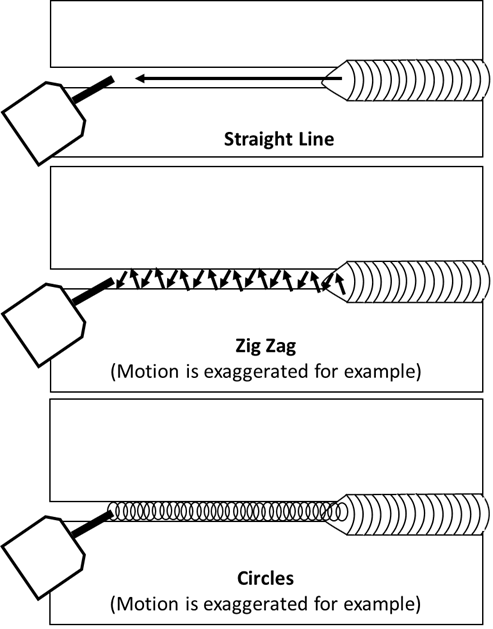 Straight Line
Zig Zag
(Motion is exaggerated for example)
Circles
(Motion is exaggerated for example)